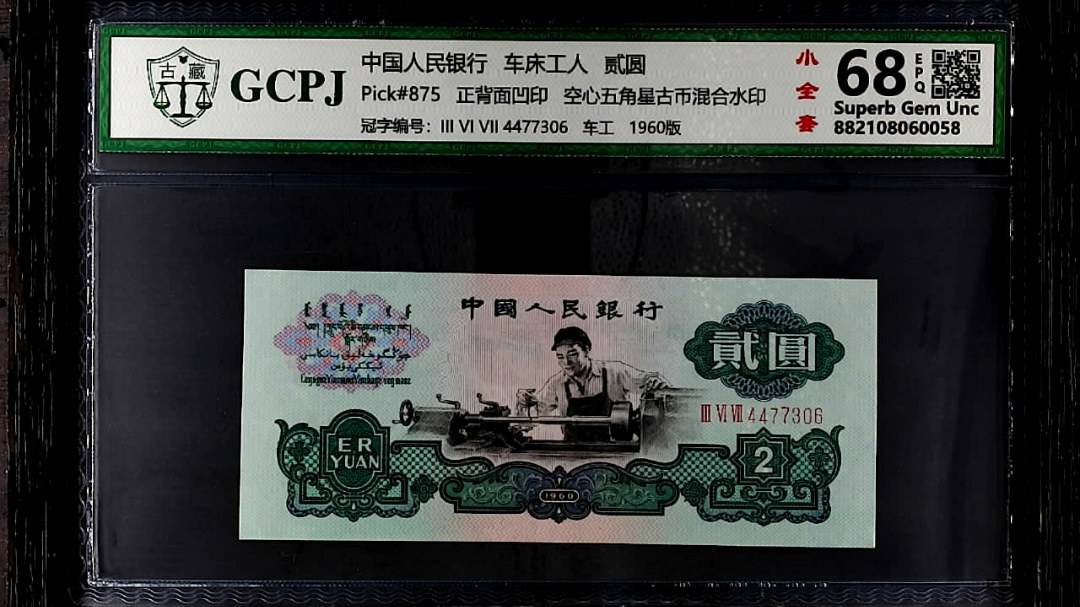 古 藏
GCPJ
中国人民银行 车床工人 贰圆
Pick#875 正背面凹印 空心五角星古币混合水印
冠字编号：III VI VII 4477306 车工 1960版
小全套
68 EPQ
Superb Gem Unc
882108060058
中國人民銀行
貳圓
III VI VII 4477306
ER
YUAN
2
1960